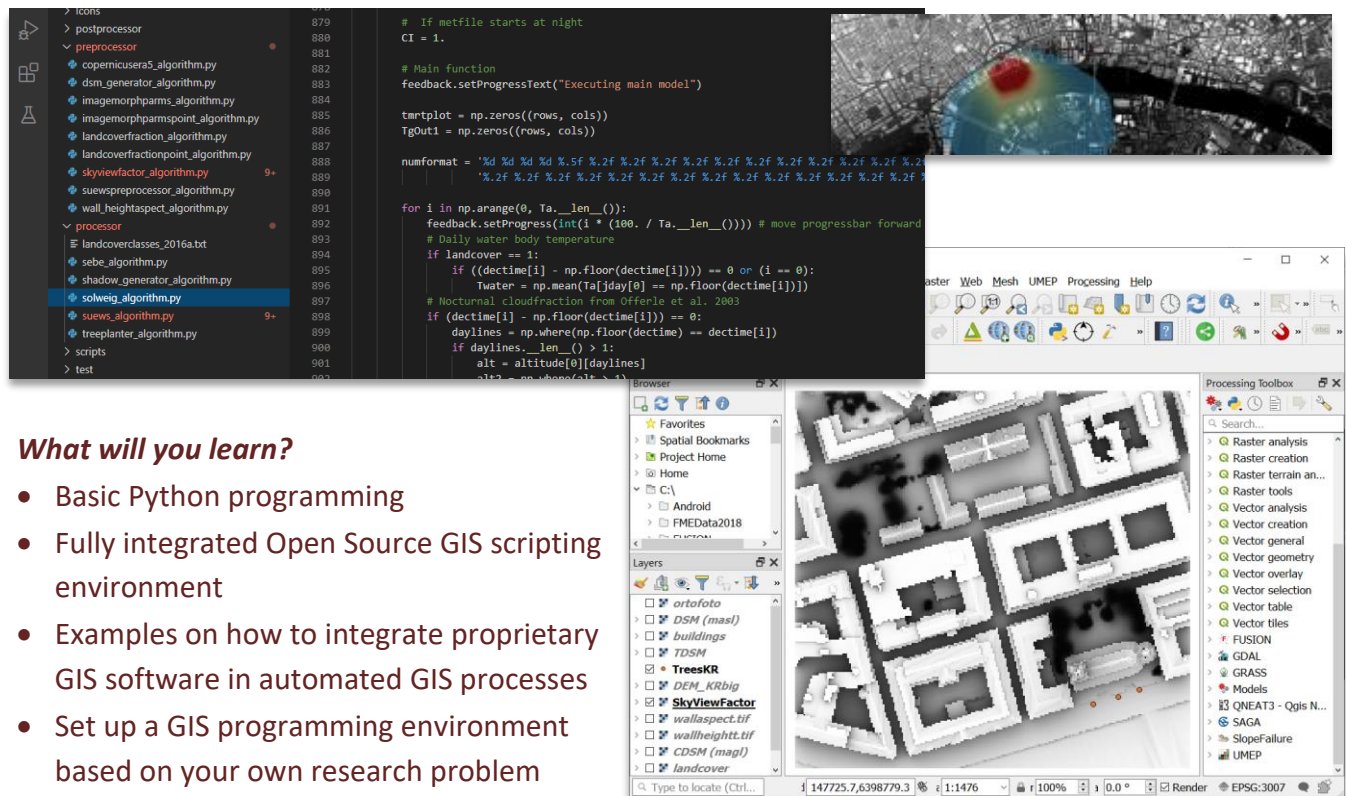 > Icons
> postprocessor
preprocessor
copernicusera5_algorithm.py
dsm_generator_algorithm.py
imagemorphparms_algorithm.py
imagemorphparmspoint_algorithm.py
landcoverfraction_algorithm.py
landcoverfractionpoint_algorithm.py
skyviewfactor_algorithm.py 9+
suewspreprocessor_algorithm.py
wall_heightaspect_algorithm.py
processor
landcoverclasses_2016a.txt
sebe_algorithm.py
shadow_generator_algorithm.py
solweig_algorithm.py
suews_algorithm.py 9+
treeplanter_algorithm.py
> scripts
> test
879 # If metfile starts at night
880 CI = 1.
881
882 # Main function
883 feedback.setProgressText("Executing main model")
884
885 tmrtplot = np.zeros((rows, cols))
886 TgOut1 = np.zeros((rows, cols))
887
888 numformat = '%d %d %d %d %.5f %.2f %.2f %.2f %.2f %.2f %.2f %.2f %.2f %.2f %.2f %.2f
889 '%.2f %.2f %.2f %.2f %.2f %.2f %.2f %.2f %.2f %.2f %.2f %.2f %.2f %.2f
890
891 for i in np.arange(0, Ta.__len__()):
892 feedback.setProgress(int(i * (100. / Ta.__len__()))) # move progressbar forward
893 # Daily water body temperature
894 if landcover == 1:
895 if ((dectime[i] - np.floor(dectime[i]))) == 0 or (i == 0):
896 Twater = np.mean(Ta[jday[0] == np.floor(dectime[i])])
897 # Nocturnal cloudfraction from Offerle et al. 2003
898 if (dectime[i] - np.floor(dectime[i])) == 0:
899 daylines = np.where(np.floor(dectime) == dectime[i])
900 if daylines.__len__() > 1:
901 alt = altitude[0][daylines]
902 alt2 = np.where(alt > 1)
What will you learn?
• Basic Python programming
• Fully integrated Open Source GIS scripting
environment
• Examples on how to integrate proprietary
GIS software in automated GIS processes
• Set up a GIS programming environment
based on your own research problem
aster Web Mesh UMEP Processing Help
Browser
Favorites
Spatial Bookmarks
Project Home
Home
C:\
Android
FMEData2018
FUSION
Layers
ortofoto
DSM (masl)
buildings
TDSM
TreesKR
DEM_KRbig
SkyViewFactor
wallaspect.tif
wallheightt.tif
CDSM (magl)
landcover
Processing Toolbox
Search...
Raster analysis
Raster creation
Raster terrain an...
Raster tools
Vector analysis
Vector creation
Vector general
Vector geometry
Vector overlay
Vector selection
Vector table
Vector tiles
FUSION
GDAL
GRASS
Models
QNEAT3 - Qgis N...
SAGA
SlopeFailure
UMEP
Type to locate (Ctrl... 147725.7,6398779.3 1:1476 100% 0.0 ° Render EPSG:3007